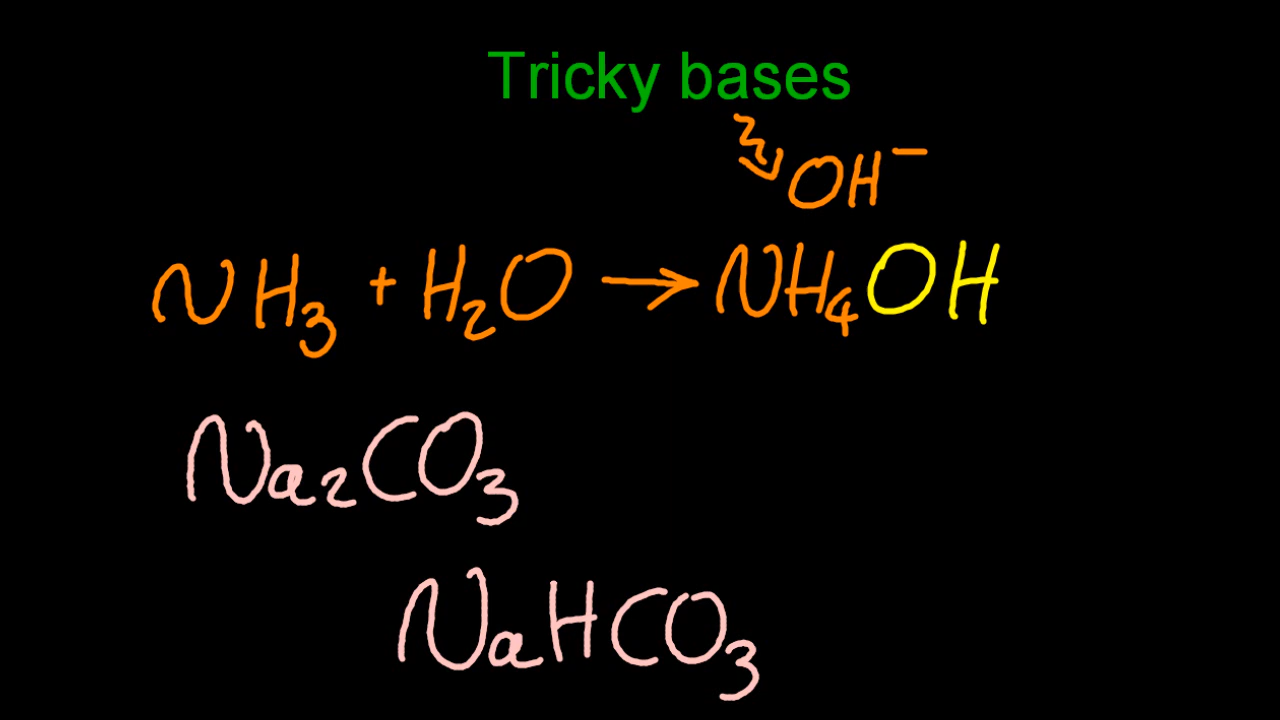 Tricky bases
OH⁻
NH₃ + H₂O → NH₄OH
Na₂CO₃
NaHCO₃